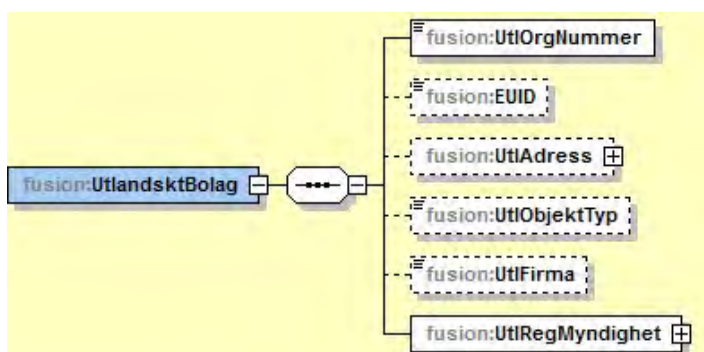 fusion:UtlOrgNummer
fusion:EUID
fusion:UtlAdress
fusion:UtlandsktBolag
fusion:UtlObjektTyp
fusion:UtlFirma
fusion:UtlRegMyndighet